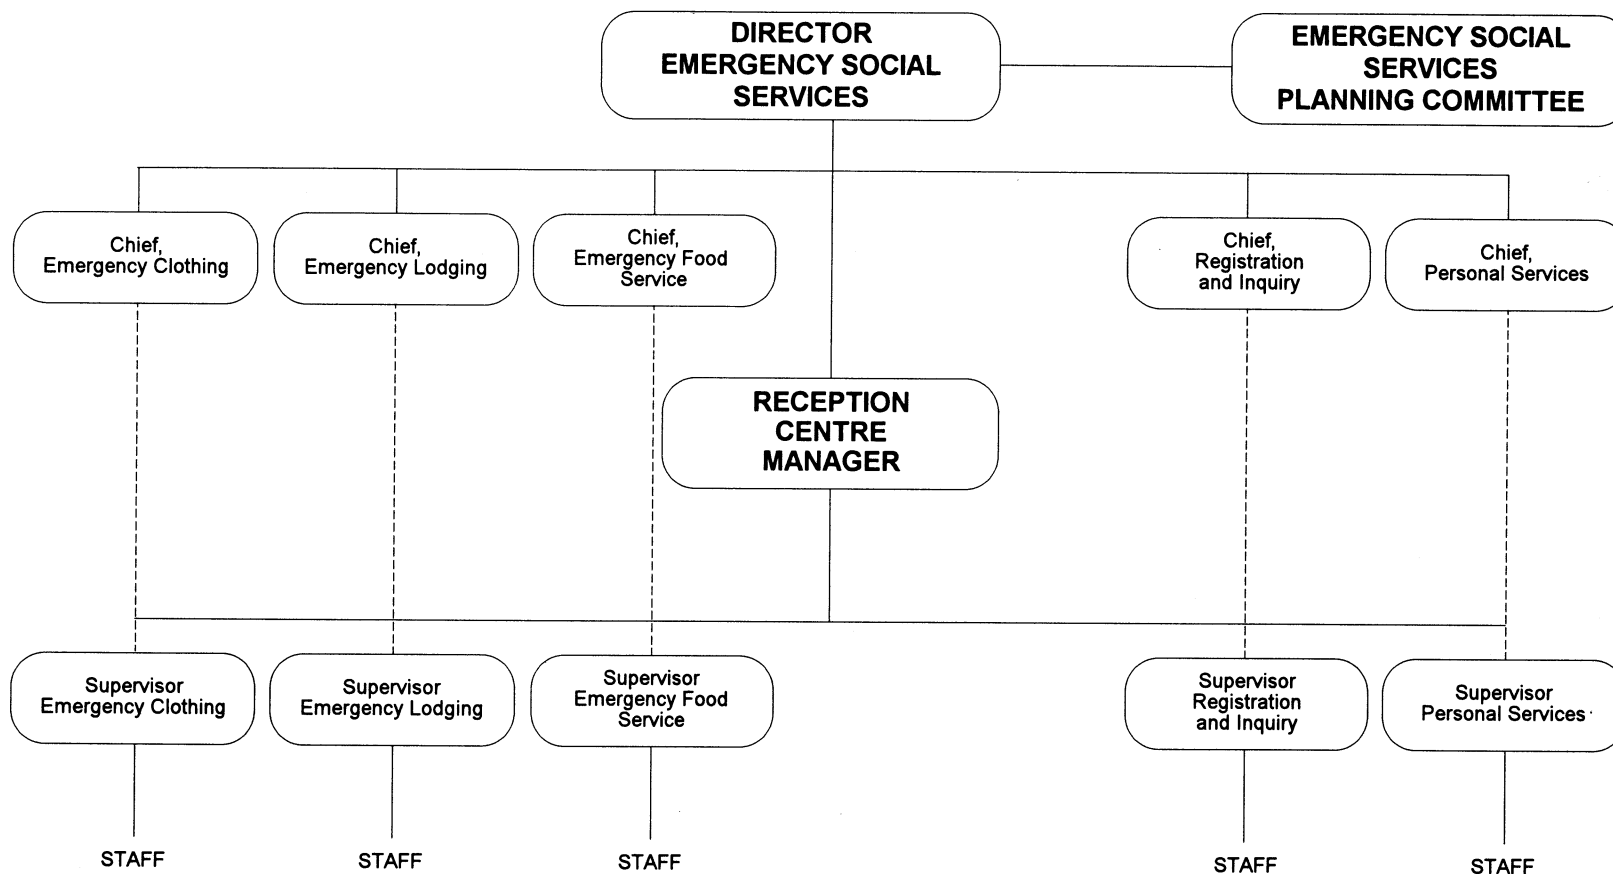 DIRECTOR
EMERGENCY SOCIAL
SERVICES
EMERGENCY SOCIAL
SERVICES
PLANNING COMMITTEE
Chief,
Emergency Clothing
Chief,
Emergency Lodging
Chief,
Emergency Food
Service
Chief,
Registration
and Inquiry
Chief,
Personal Services
RECEPTION
CENTRE
MANAGER
Supervisor
Emergency Clothing
Supervisor
Emergency Lodging
Supervisor
Emergency Food
Service
Supervisor
Registration
and Inquiry
Supervisor
Personal Services
STAFF
STAFF
STAFF
STAFF
STAFF